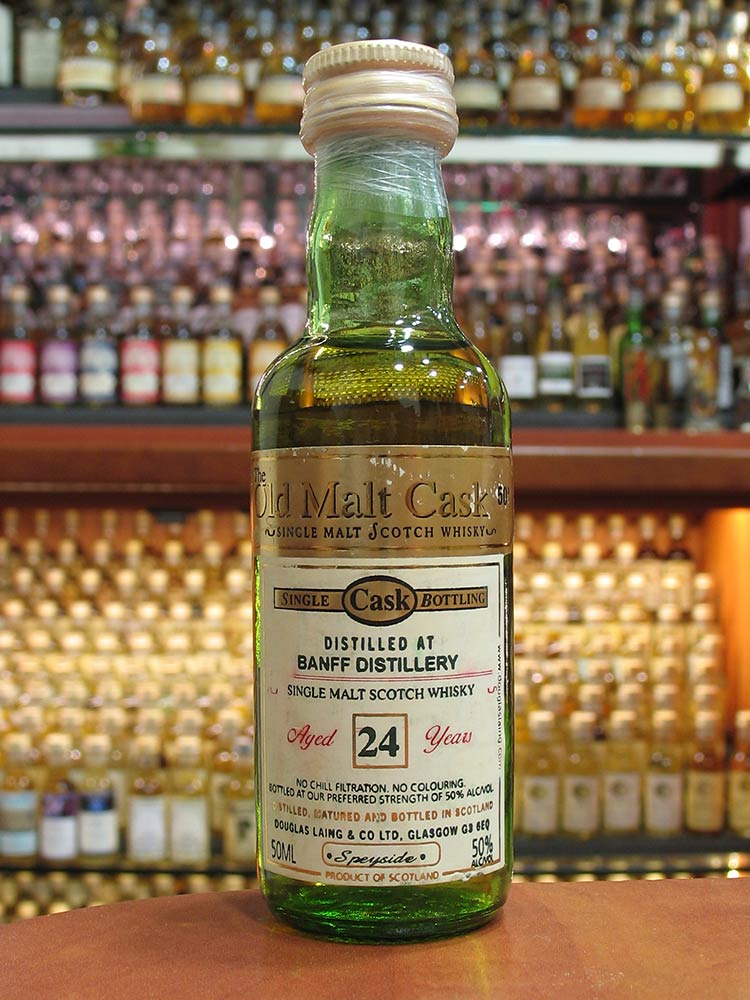 The
Old Malt Cask 50°
SINGLE MALT SCOTCH WHISKY
SINGLE Cask BOTTLING
DISTILLED AT
BANFF DISTILLERY
SINGLE MALT SCOTCH WHISKY
Aged 24 Years
NO CHILL FILTRATION. NO COLOURING.
BOTTLED AT OUR PREFERRED STRENGTH OF 50% ALC/VOL
DISTILLED, MATURED AND BOTTLED IN SCOTLAND
DOUGLAS LAING & CO LTD, GLASGOW G3 6EQ
50ML Speyside 50%
ALC/VOL
PRODUCT OF SCOTLAND
www.douglaslaing.com